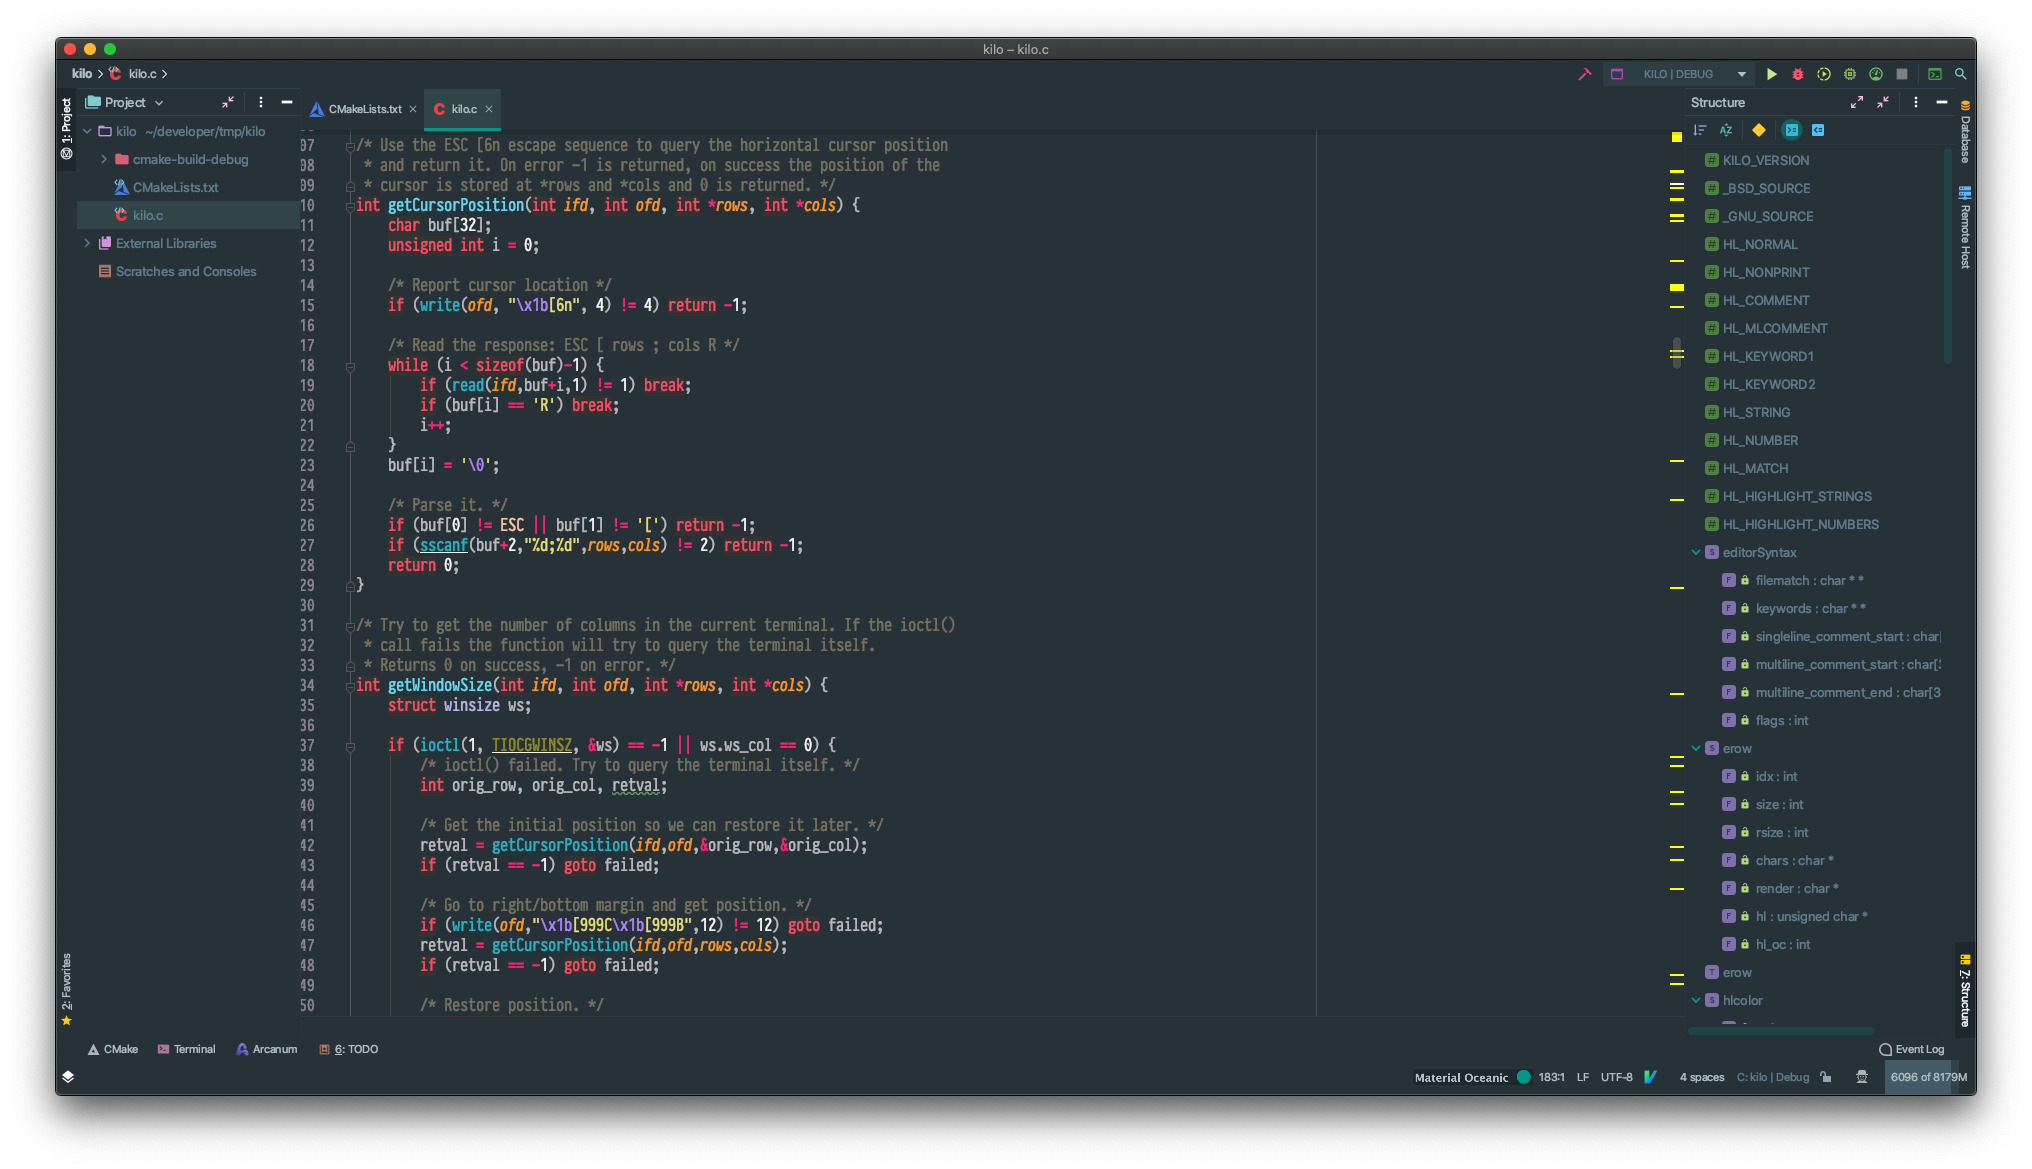 kilo – kilo.c
kilo
kilo.c
KILO | DEBUG
1: Project
Project
kilo ~/developer/tmp/kilo
cmake-build-debug
CMakeLists.txt
kilo.c
External Libraries
Scratches and Consoles
2: Favorites
CMakeLists.txt
kilo.c
07 /* Use the ESC [6n escape sequence to query the horizontal cursor position
08  * and return it. On error -1 is returned, on success the position of the
09  * cursor is stored at *rows and *cols and 0 is returned. */
10 int getCursorPosition(int ifd, int ofd, int *rows, int *cols) {
11     char buf[32];
12     unsigned int i = 0;
13
14     /* Report cursor location */
15     if (write(ofd, "\x1b[6n", 4) != 4) return -1;
16
17     /* Read the response: ESC [ rows ; cols R */
18     while (i < sizeof(buf)-1) {
19         if (read(ifd,buf+i,1) != 1) break;
20         if (buf[i] == 'R') break;
21         i++;
22     }
23     buf[i] = '\0';
24
25     /* Parse it. */
26     if (buf[0] != ESC || buf[1] != '[') return -1;
27     if (sscanf(buf+2,"%d;%d",rows,cols) != 2) return -1;
28     return 0;
29 }
30
31 /* Try to get the number of columns in the current terminal. If the ioctl()
32  * call fails the function will try to query the terminal itself.
33  * Returns 0 on success, -1 on error. */
34 int getWindowSize(int ifd, int ofd, int *rows, int *cols) {
35     struct winsize ws;
36
37     if (ioctl(1, TIOCGWINSZ, &ws) == -1 || ws.ws_col == 0) {
38         /* ioctl() failed. Try to query the terminal itself. */
39         int orig_row, orig_col, retval;
40
41         /* Get the initial position so we can restore it later. */
42         retval = getCursorPosition(ifd,ofd,&orig_row,&orig_col);
43         if (retval == -1) goto failed;
44
45         /* Go to right/bottom margin and get position. */
46         if (write(ofd,"\x1b[999C\x1b[999B",12) != 12) goto failed;
47         retval = getCursorPosition(ifd,ofd,rows,cols);
48         if (retval == -1) goto failed;
49
50         /* Restore position. */
Structure
KILO_VERSION
_BSD_SOURCE
_GNU_SOURCE
HL_NORMAL
HL_NONPRINT
HL_COMMENT
HL_MLCOMMENT
HL_KEYWORD1
HL_KEYWORD2
HL_STRING
HL_NUMBER
HL_MATCH
HL_HIGHLIGHT_STRINGS
HL_HIGHLIGHT_NUMBERS
editorSyntax
filematch : char * *
keywords : char * *
singleline_comment_start : char[
multiline_comment_start : char[3
multiline_comment_end : char[3
flags : int
erow
idx : int
size : int
rsize : int
chars : char *
render : char *
hl : unsigned char *
hl_oc : int
erow
hlcolor
Database
Remote Host
7: Structure
CMake
Terminal
Arcanum
6: TODO
Event Log
Material Oceanic
183:1
LF
UTF-8
4 spaces
C: kilo | Debug
6096 of 8179M